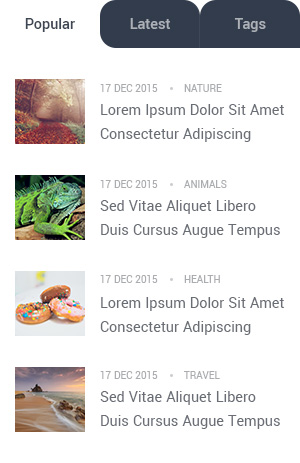 Popular Latest Tags
17 DEC 2015 • NATURE
Lorem Ipsum Dolor Sit Amet
Consectetur Adipiscing
17 DEC 2015 • ANIMALS
Sed Vitae Aliquet Libero
Duis Cursus Augue Tempus
17 DEC 2015 • HEALTH
Lorem Ipsum Dolor Sit Amet
Consectetur Adipiscing
17 DEC 2015 • TRAVEL
Sed Vitae Aliquet Libero
Duis Cursus Augue Tempus